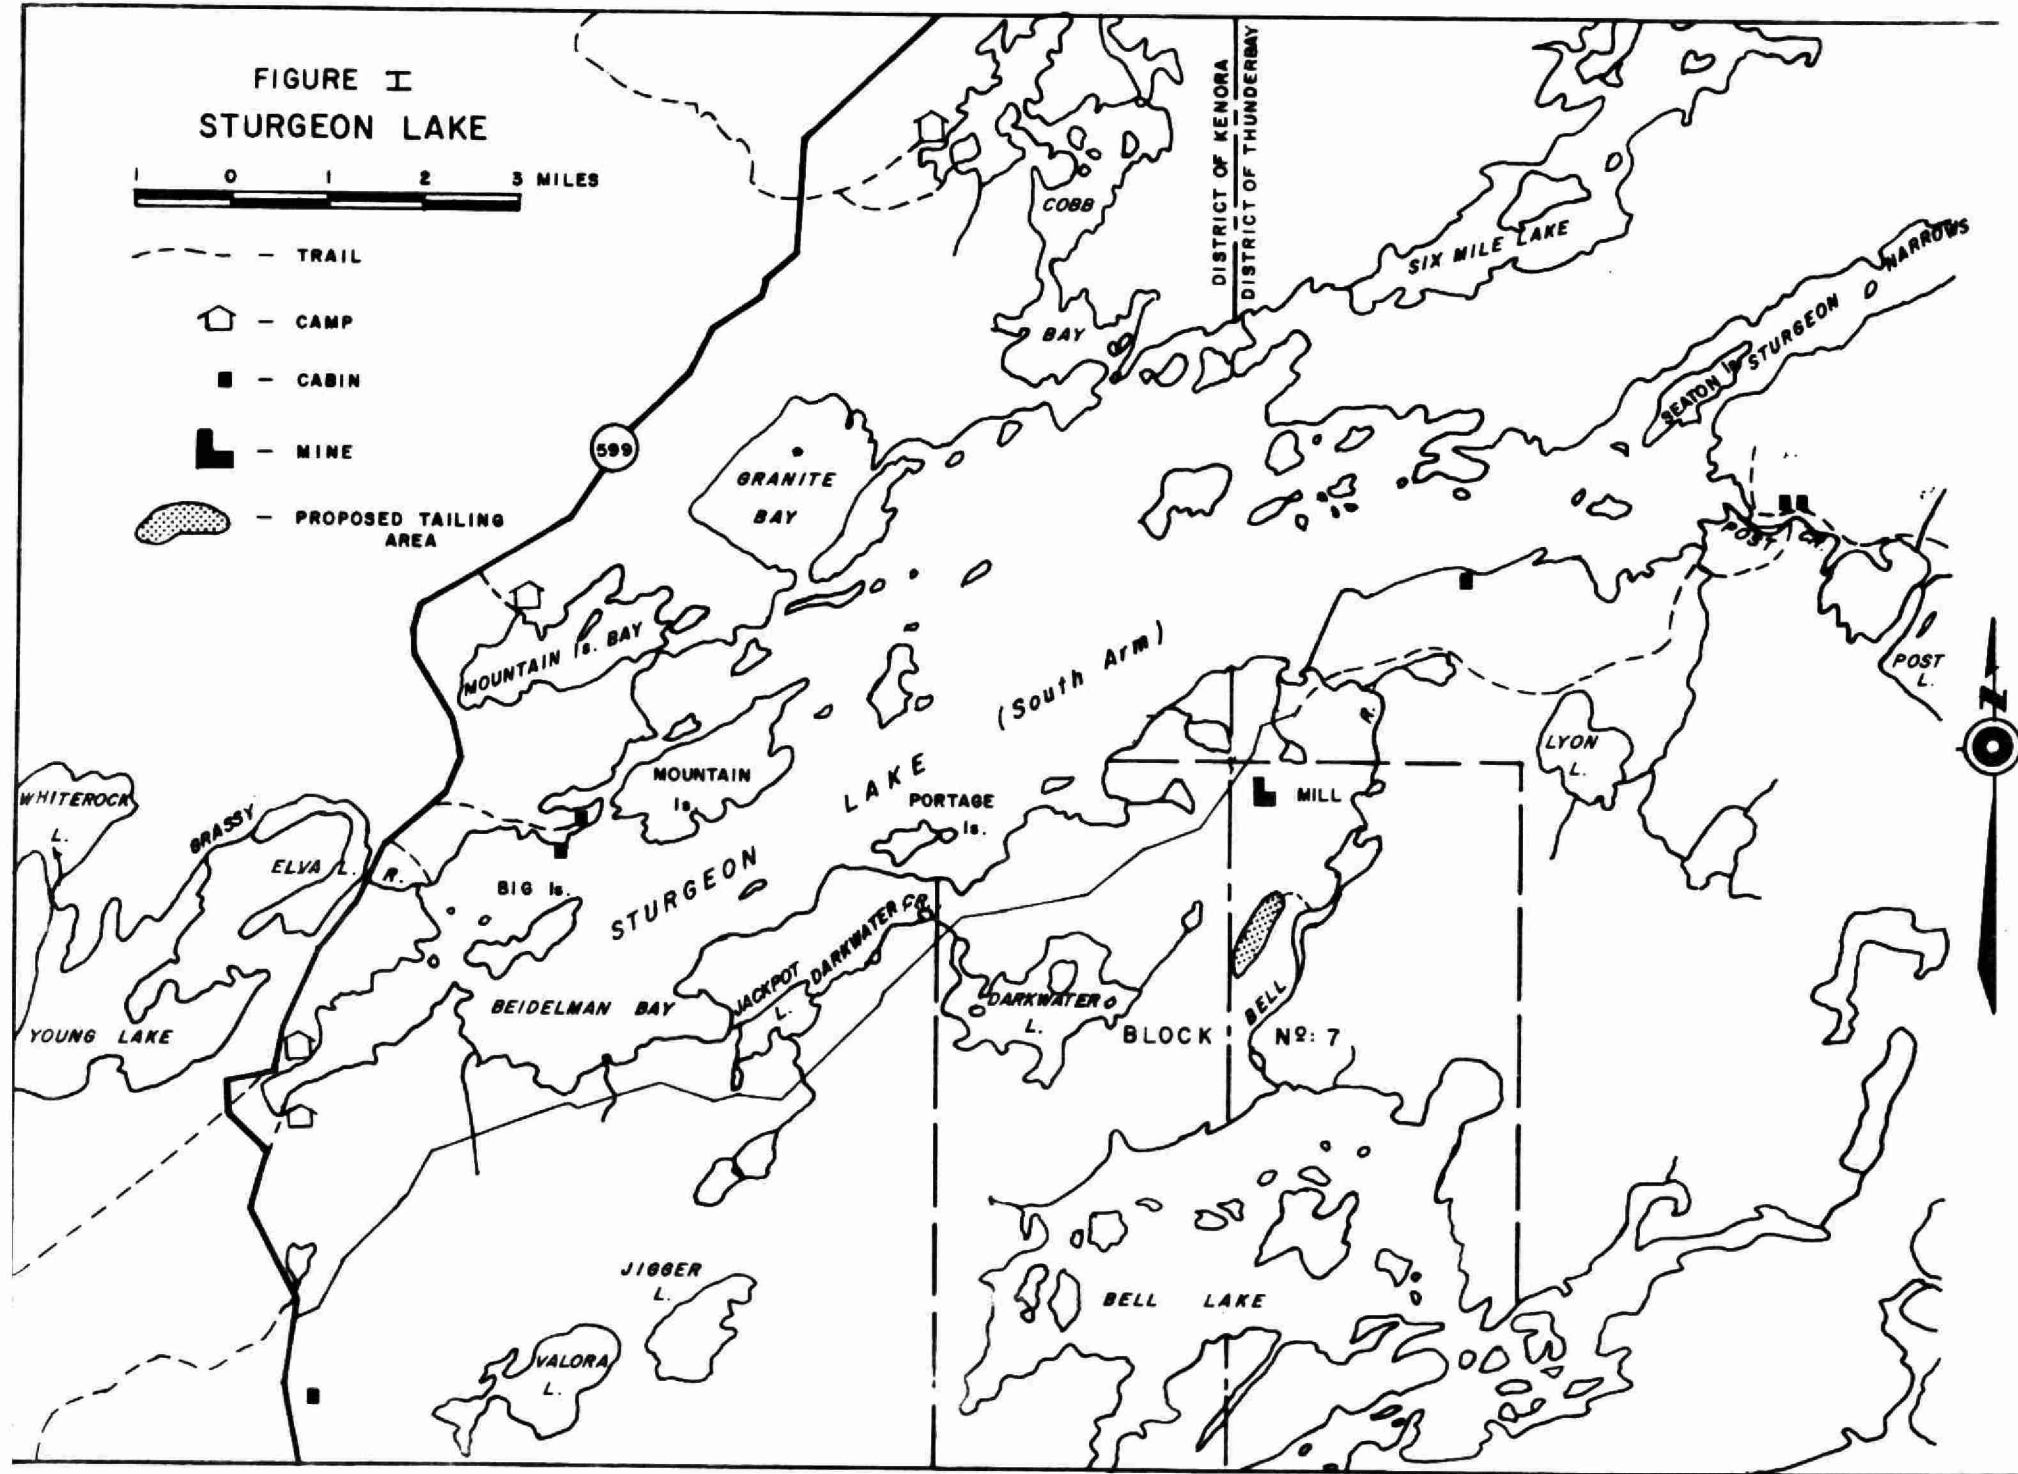 FIGURE I
STURGEON LAKE
1 0 1 2 3 MILES
— TRAIL
— CAMP
— CABIN
— MINE
— PROPOSED TAILING
AREA
599
COBB
BAY
DISTRICT OF KENORA
DISTRICT OF THUNDERBAY
SIX MILE LAKE
STURGEON NARROWS
SEATON Is.
GRANITE
BAY
POST CR.
POST
L.
MOUNTAIN Is. BAY
(South Arm)
LYON
L.
R.
MOUNTAIN
Is.
STURGEON LAKE
PORTAGE
Is.
MILL
WHITEROCK
L.
GRASSY
R.
ELVA L.
BIG Is.
JACKPOT
L.
DARKWATER CR.
BEIDELMAN BAY
DARKWATER
L.
BELL
BLOCK Nº: 7
YOUNG LAKE
JIGGER
L.
BELL LAKE
VALORA
L.
N